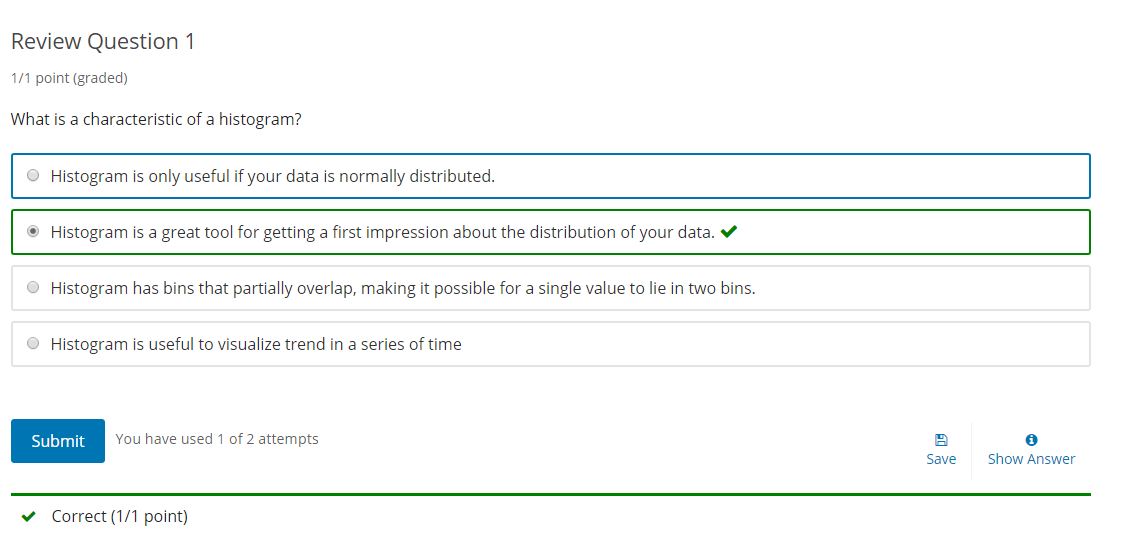 Review Question 1
1/1 point (graded)
What is a characteristic of a histogram?
Histogram is only useful if your data is normally distributed.
Histogram is a great tool for getting a first impression about the distribution of your data.
Histogram has bins that partially overlap, making it possible for a single value to lie in two bins.
Histogram is useful to visualize trend in a series of time
Submit
You have used 1 of 2 attempts
Save
Show Answer
Correct (1/1 point)